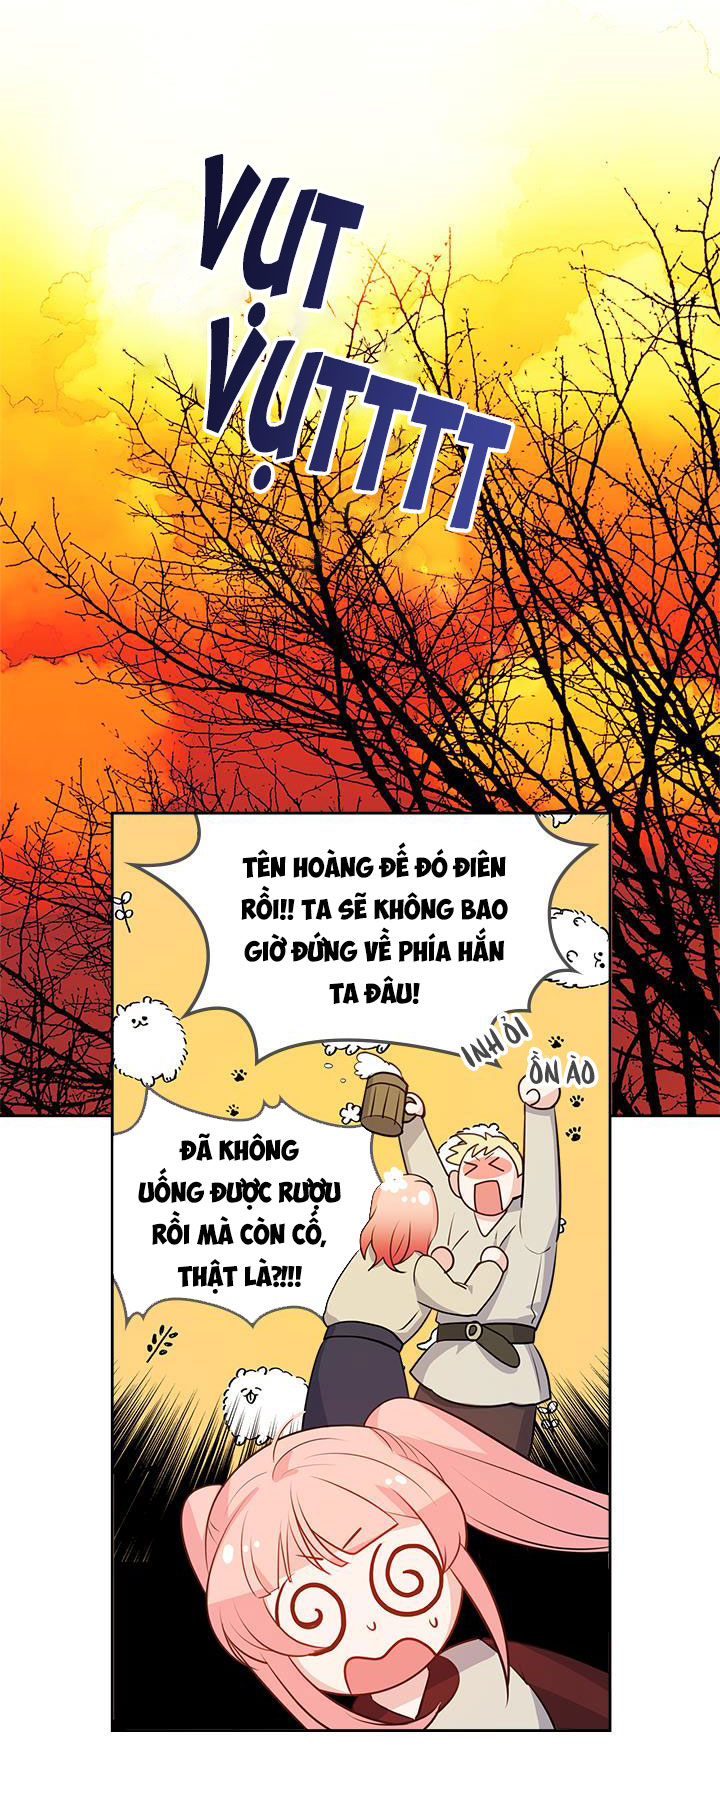 VỤT
VỤTTTT
TÊN HOÀNG ĐẾ ĐÓ ĐIÊN
RỒI!! TA SẼ KHÔNG BAO
GIỜ ĐỨNG VỀ PHÍA HẮN
TA ĐÂU!
INH ỎI
ỒN ÀO
ĐÃ KHÔNG
UỐNG ĐƯỢC RƯỢU
RỒI MÀ CÒN CỐ,
THẬT LÀ?!!!